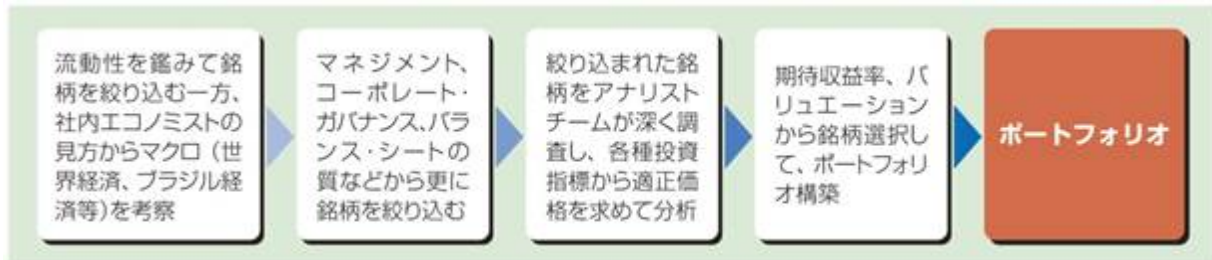 流動性を鑑みて銘
柄を絞り込む一方、
社内エコノミストの
見方からマクロ(世
界経済、ブラジル経
済等)を考察
マネジメント、
コーポレート・
ガバナンス、バラ
ンス・シートの
質などから更に
銘柄を絞り込む
絞り込まれた銘
柄をアナリスト
チームが深く調
査し、各種投資
指標から適正価
格を求めて分析
期待収益率、バ
リュエーション
から銘柄選択し
て、ポートフォリ
オ構築
ポートフォリオ